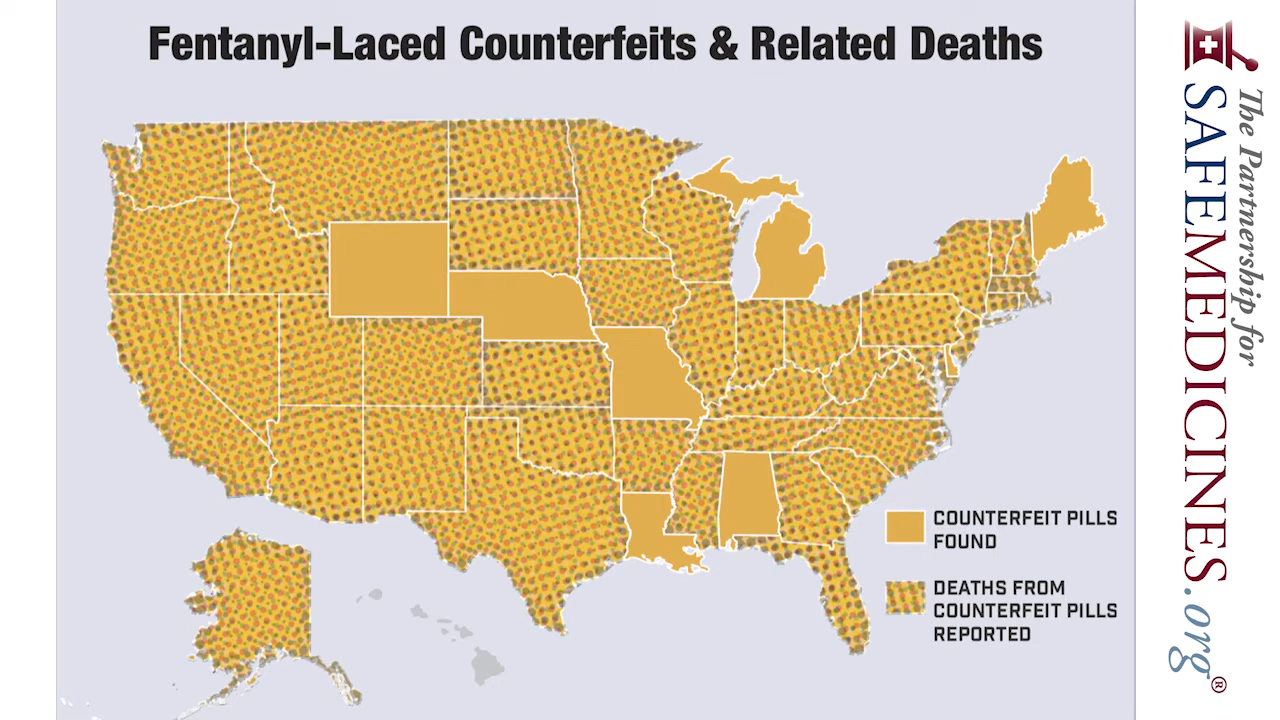 Fentanyl-Laced Counterfeits & Related Deaths
COUNTERFEIT PILLS
FOUND
DEATHS FROM
COUNTERFEIT PILLS
REPORTED
The Partnership for
SAFEMEDICINES.org®